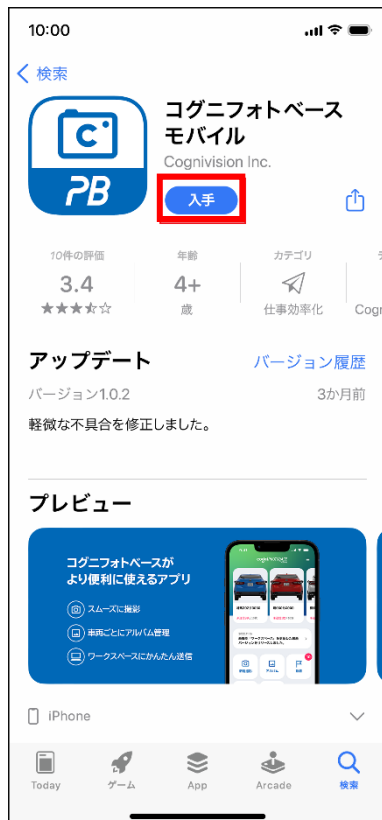 10:00
検索
C
PB
コグニフォトベース
モバイル
Cognivision Inc.
入手
10件の評価
3.4
年齢
4+
歳
カテゴリ
仕事効率化
Cogn
アップデート
バージョン履歴
バージョン1.0.2
3か月前
軽微な不具合を修正しました。
プレビュー
コグニフォトベースが
より便利に使えるアプリ
スムーズに撮影
車両ごとにアルバム管理
ワークスペースにかんたん送信
iPhone
Today
ゲーム
App
Arcade
検索